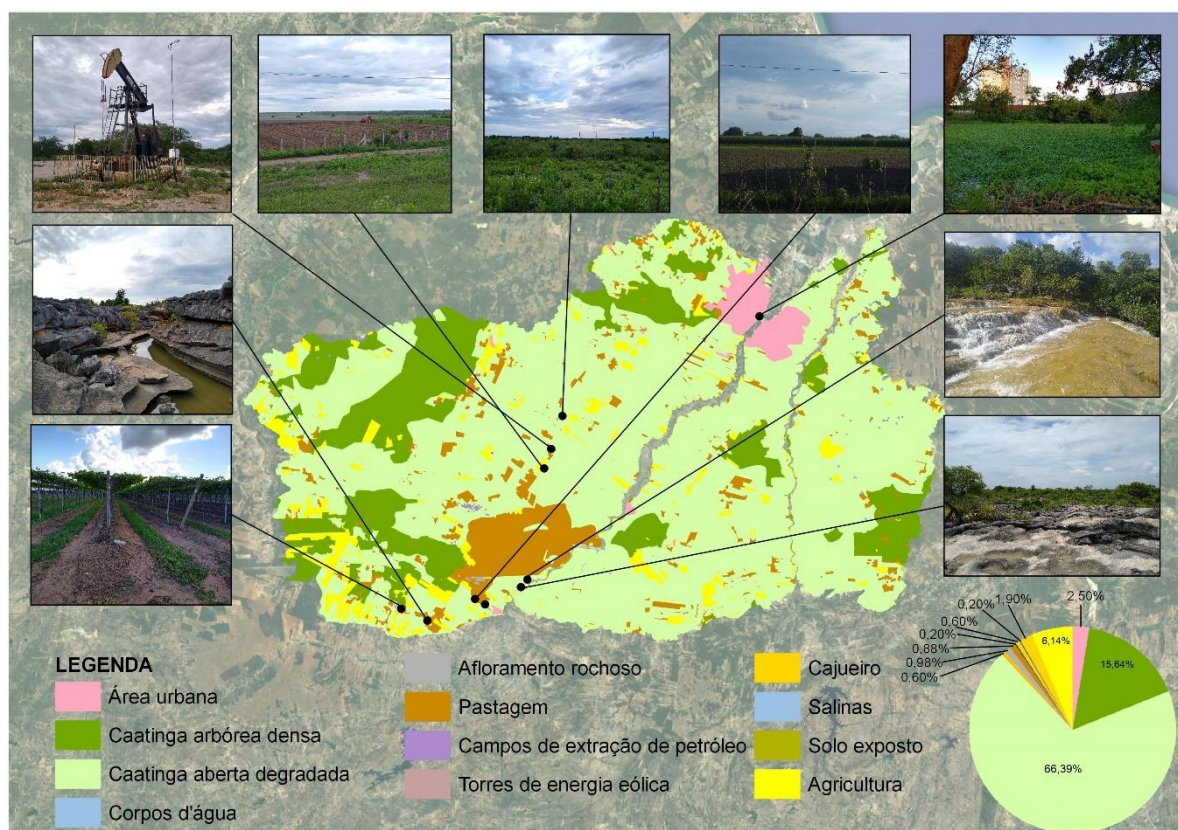 LEGENDA
Área urbana
Caatinga arbórea densa
Caatinga aberta degradada
Corpos d'água
Afloramento rochoso
Pastagem
Campos de extração de petróleo
Torres de energia eólica
Cajueiro
Salinas
Solo exposto
Agricultura
0,20%
1,90%
2,50%
0,60%
0,20%
0,88%
0,98%
0,60%
6,14%
15,64%
66,39%